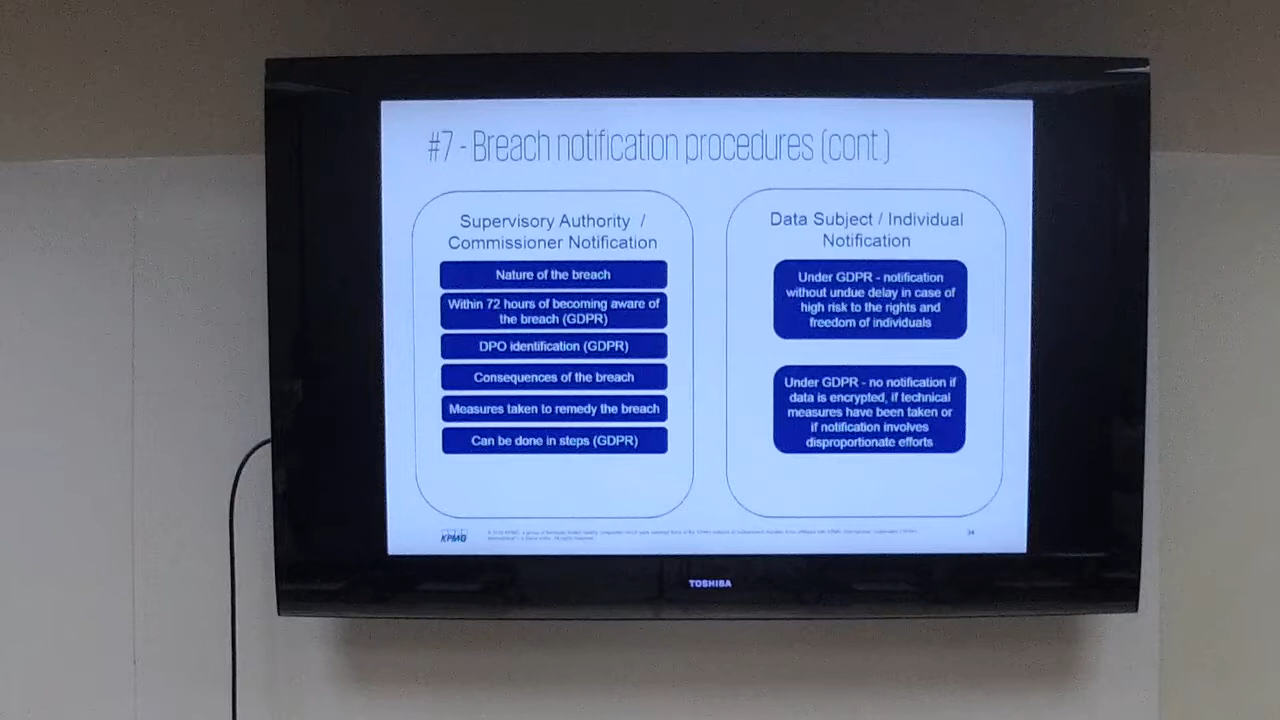 #7 - Breach notification procedures (cont.)
Supervisory Authority /
Commissioner Notification
Nature of the breach
Within 72 hours of becoming aware of
the breach (GDPR)
DPO identification (GDPR)
Consequences of the breach
Measures taken to remedy the breach
Can be done in steps (GDPR)
Data Subject / Individual
Notification
Under GDPR - notification
without undue delay in case of
high risk to the rights and
freedom of individuals
Under GDPR - no notification if
data is encrypted, if technical
measures have been taken or
if notification involves
disproportionate efforts
KPMG
34
TOSHIBA